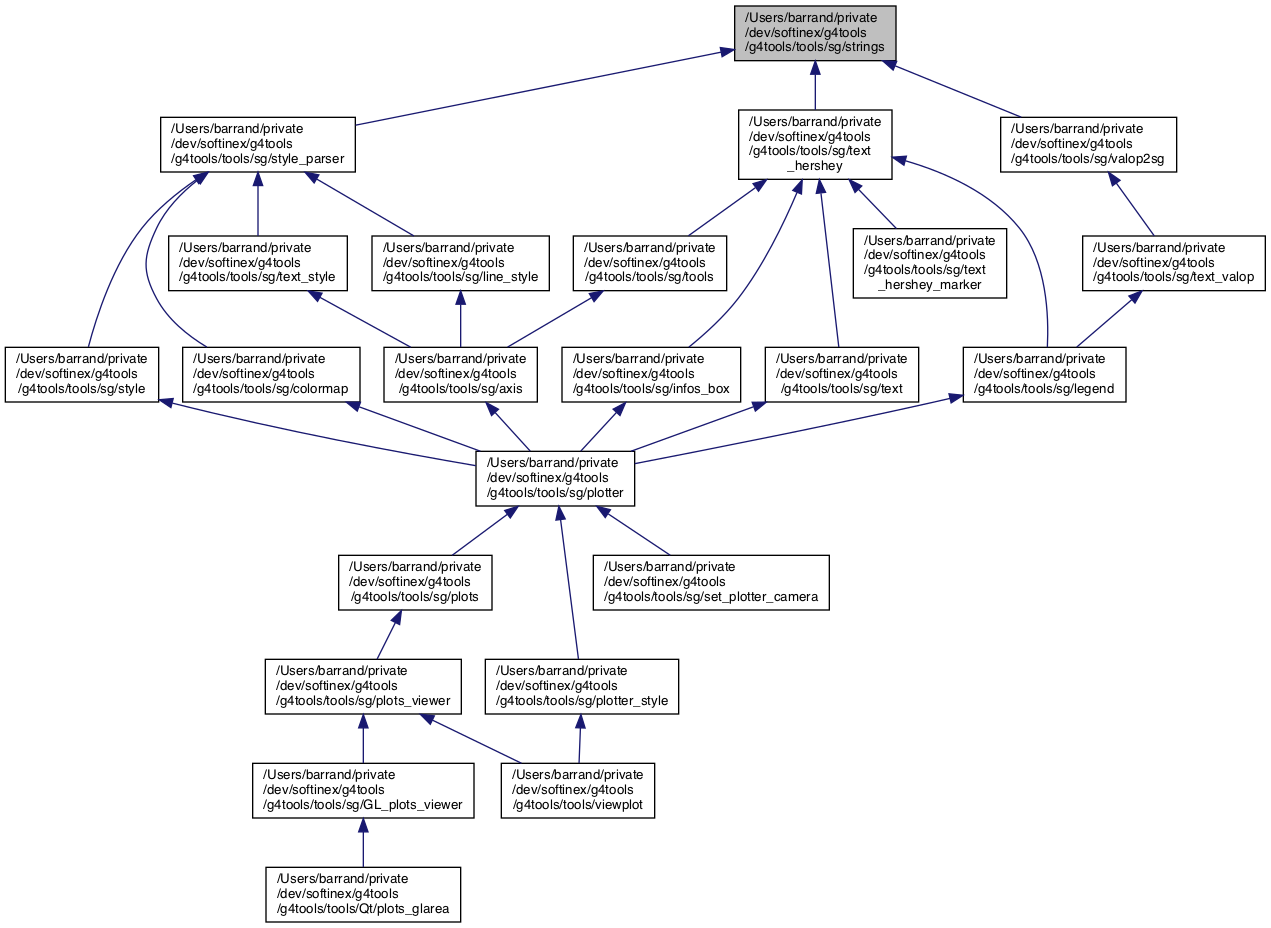 /Users/barrand/private
/dev/softinex/g4tools
/g4tools/tools/sg/strings
/Users/barrand/private
/dev/softinex/g4tools
/g4tools/tools/sg/style_parser
/Users/barrand/private
/dev/softinex/g4tools
/g4tools/tools/sg/text
_hershey
/Users/barrand/private
/dev/softinex/g4tools
/g4tools/tools/sg/valop2sg
/Users/barrand/private
/dev/softinex/g4tools
/g4tools/tools/sg/text_style
/Users/barrand/private
/dev/softinex/g4tools
/g4tools/tools/sg/line_style
/Users/barrand/private
/dev/softinex/g4tools
/g4tools/tools/sg/tools
/Users/barrand/private
/dev/softinex/g4tools
/g4tools/tools/sg/text
_hershey_marker
/Users/barrand/private
/dev/softinex/g4tools
/g4tools/tools/sg/text_valop
/Users/barrand/private
/dev/softinex/g4tools
/g4tools/tools/sg/style
/Users/barrand/private
/dev/softinex/g4tools
/g4tools/tools/sg/colormap
/Users/barrand/private
/dev/softinex/g4tools
/g4tools/tools/sg/axis
/Users/barrand/private
/dev/softinex/g4tools
/g4tools/tools/sg/infos_box
/Users/barrand/private
/dev/softinex/g4tools
/g4tools/tools/sg/text
/Users/barrand/private
/dev/softinex/g4tools
/g4tools/tools/sg/legend
/Users/barrand/private
/dev/softinex/g4tools
/g4tools/tools/sg/plotter
/Users/barrand/private
/dev/softinex/g4tools
/g4tools/tools/sg/plots
/Users/barrand/private
/dev/softinex/g4tools
/g4tools/tools/sg/set_plotter_camera
/Users/barrand/private
/dev/softinex/g4tools
/g4tools/tools/sg/plots_viewer
/Users/barrand/private
/dev/softinex/g4tools
/g4tools/tools/sg/plotter_style
/Users/barrand/private
/dev/softinex/g4tools
/g4tools/tools/sg/GL_plots_viewer
/Users/barrand/private
/dev/softinex/g4tools
/g4tools/tools/viewplot
/Users/barrand/private
/dev/softinex/g4tools
/g4tools/tools/Qt/plots_glarea